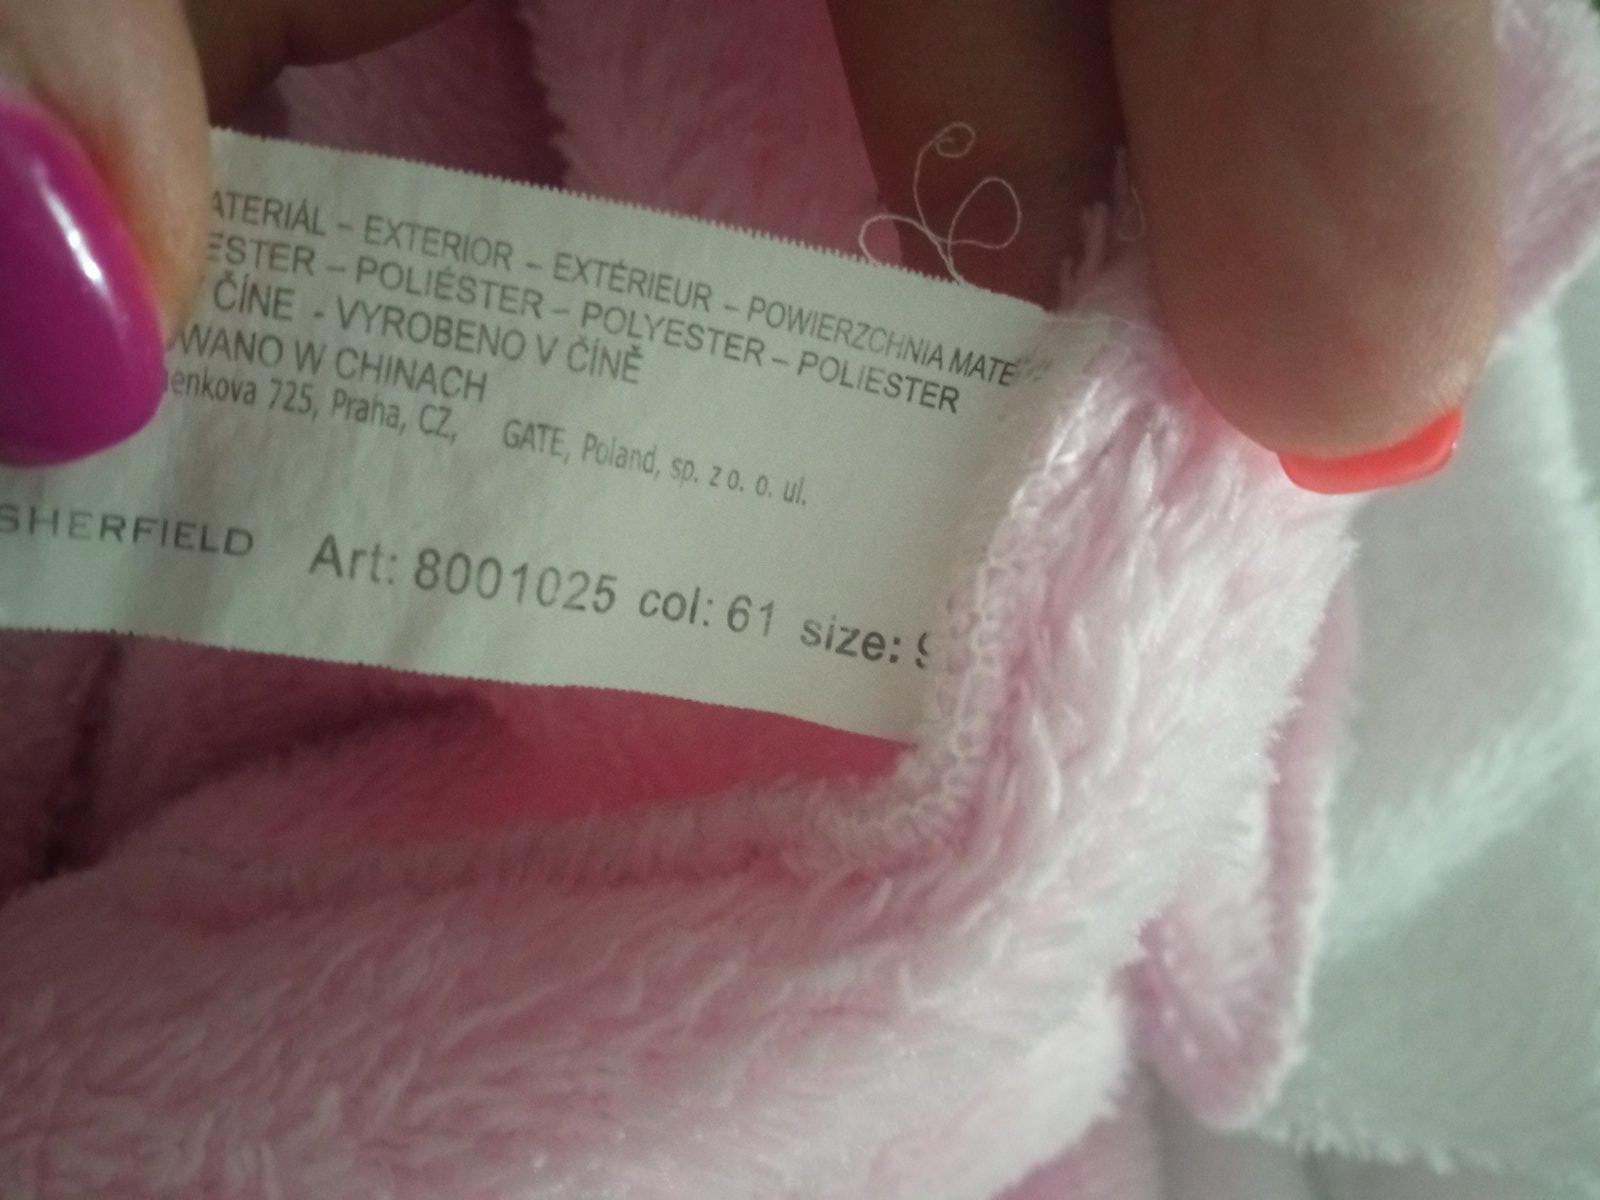 ATERIÁL – EXTERIOR – EXTÉRIEUR – POWIERZCHNIA MATE
ESTER – POLIÉSTER – POLYESTER – POLIESTER
ČÍNE - VYROBENO V ČÍNĚ
WANO W CHINACH
enkova 725, Praha, CZ, GATE, Poland, sp. z o. o. ul.
SHERFIELD Art: 8001025 col: 61 size: 9